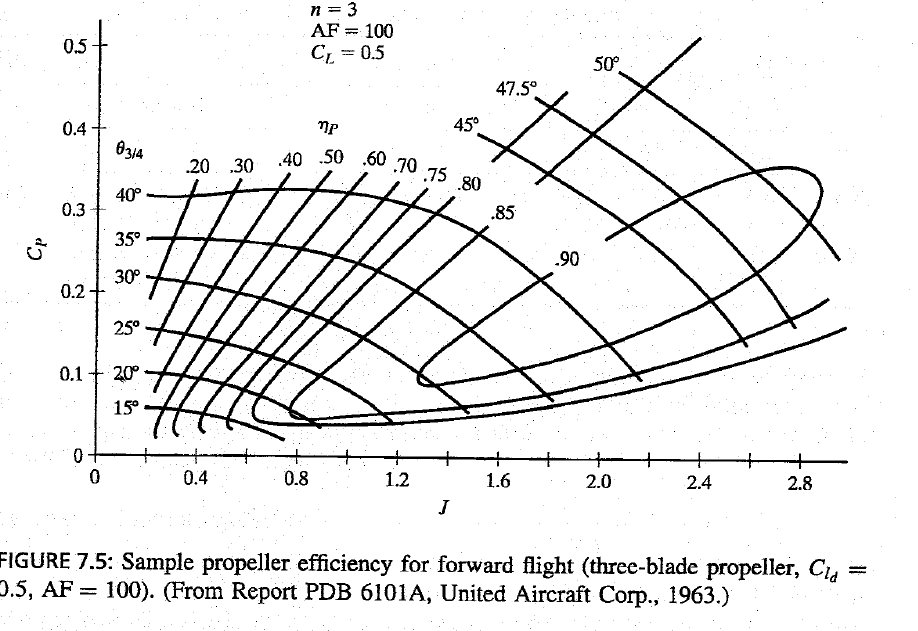 n = 3
AF = 100
C_L = 0.5
0.5
50°
47.5°
0.4
45°
η_P
θ_3/4
.20 .30 .40 .50 .60 .70 .75 .80
40°
0.3
.85
C_P
35°
.90
30°
0.2
25°
0.1
20°
15°
0
0 0.4 0.8 1.2 1.6 2.0 2.4 2.8
J
FIGURE 7.5: Sample propeller efficiency for forward flight (three-blade propeller, C_{l_d} =
0.5, AF = 100). (From Report PDB 6101A, United Aircraft Corp., 1963.)